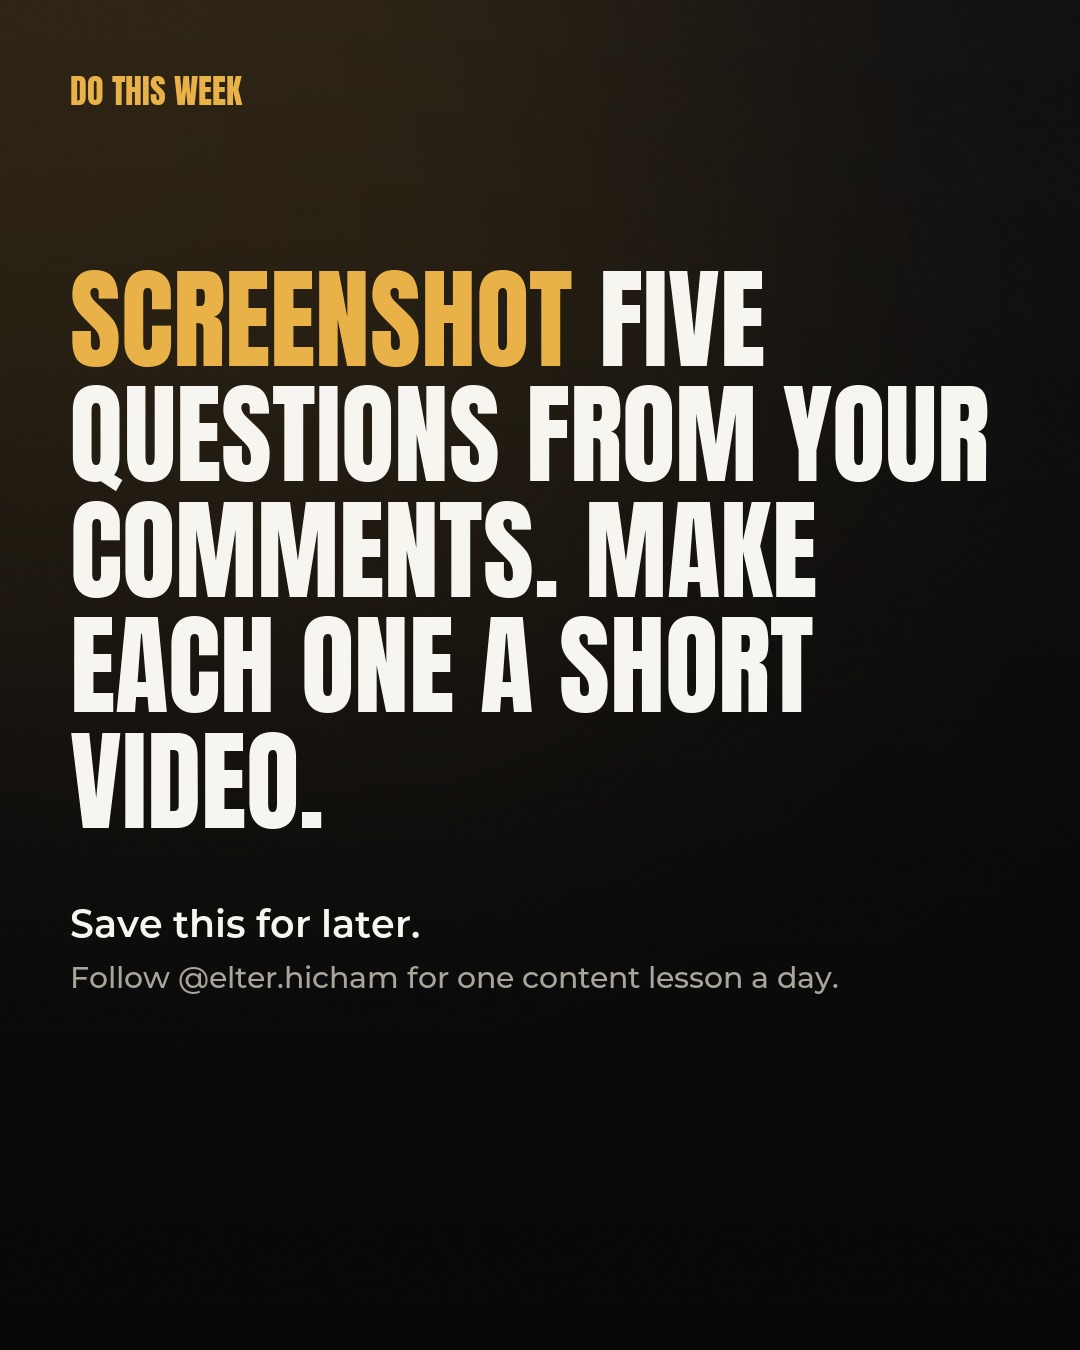 DO THIS WEEK
SCREENSHOT FIVE
QUESTIONS FROM YOUR
COMMENTS. MAKE
EACH ONE A SHORT
VIDEO.
Save this for later.
Follow @elter.hicham for one content lesson a day.